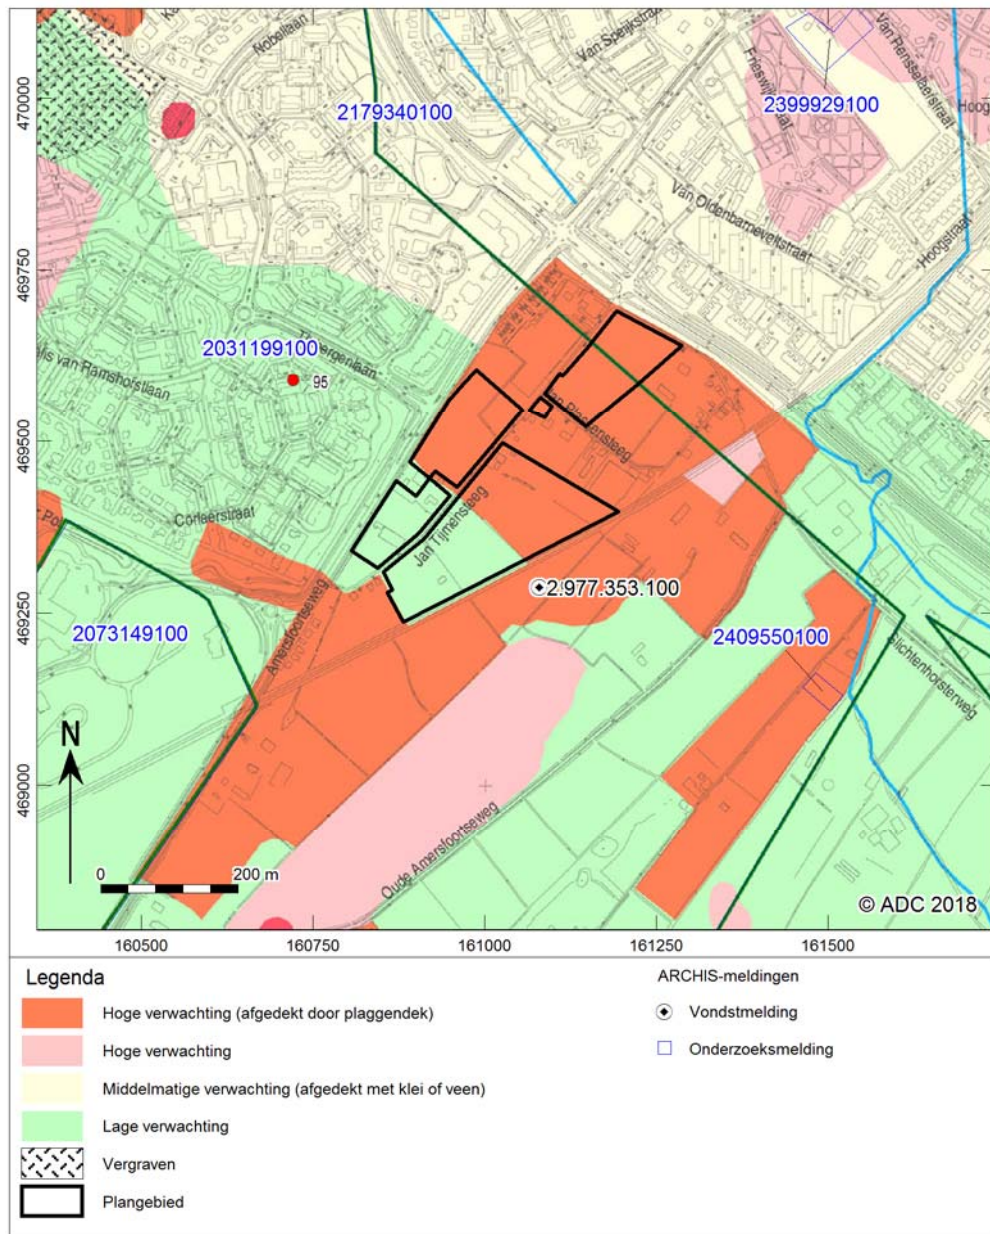 Nobellaan
Van Speijkstraat
Van Rensselaerstraat
470000
2179340100
2399929100
Van Oldenbarneveltstraat
Hoogstraat
469750
2031199100
95
469500
Corlaerstraat
Jan Tijmensteeg
Amersfoortseweg
2.977.353.100
469250
2073149100
2409550100
Slichtenhorsterweg
N
469000
Oude Amersfoortseweg
0 200 m
© ADC 2018
160500 160750 161000 161250 161500
Legenda
Hoge verwachting (afgedekt door plaggendek)
Hoge verwachting
Middelmatige verwachting (afgedekt met klei of veen)
Lage verwachting
Vergraven
Plangebied
ARCHIS-meldingen
Vondstmelding
Onderzoeksmelding